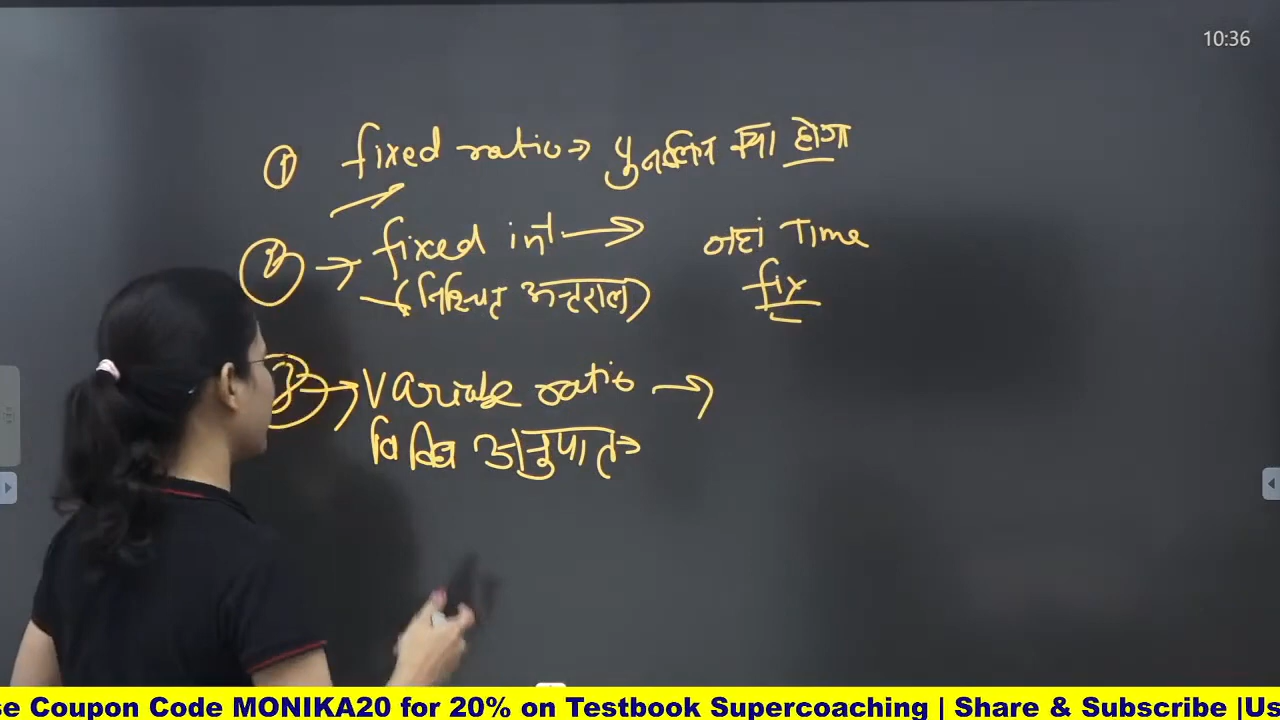 10:36
① fixed ratio → पुनर्बलन क्या होगा
② → fixed int → जहां Time
(निश्चित अन्तराल) fix
③ → Variable ratio →
अनुपात →
se Coupon Code MONIKA20 for 20% on Testbook Supercoaching | Share & Subscribe |Us